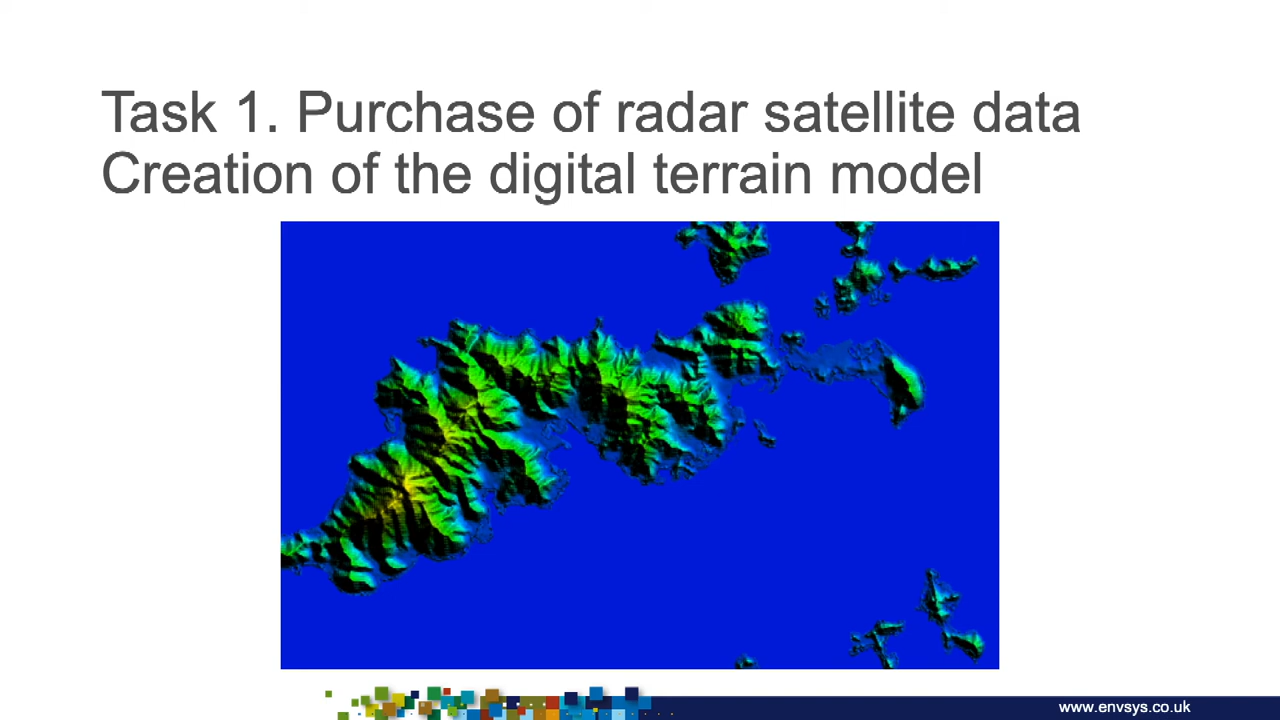 Task 1. Purchase of radar satellite data
Creation of the digital terrain model
www.envsys.co.uk